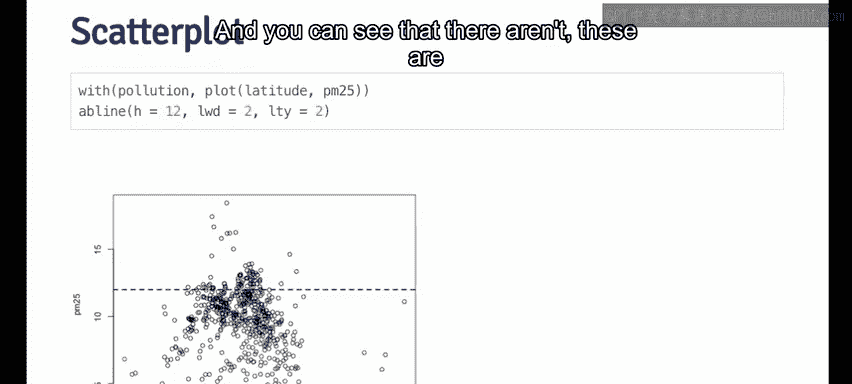 Scatterplot
And you can see that there aren't, these
are
with(pollution, plot(latitude, pm25))
abline(h = 12, lwd = 2, lty = 2)
15
pm25
10